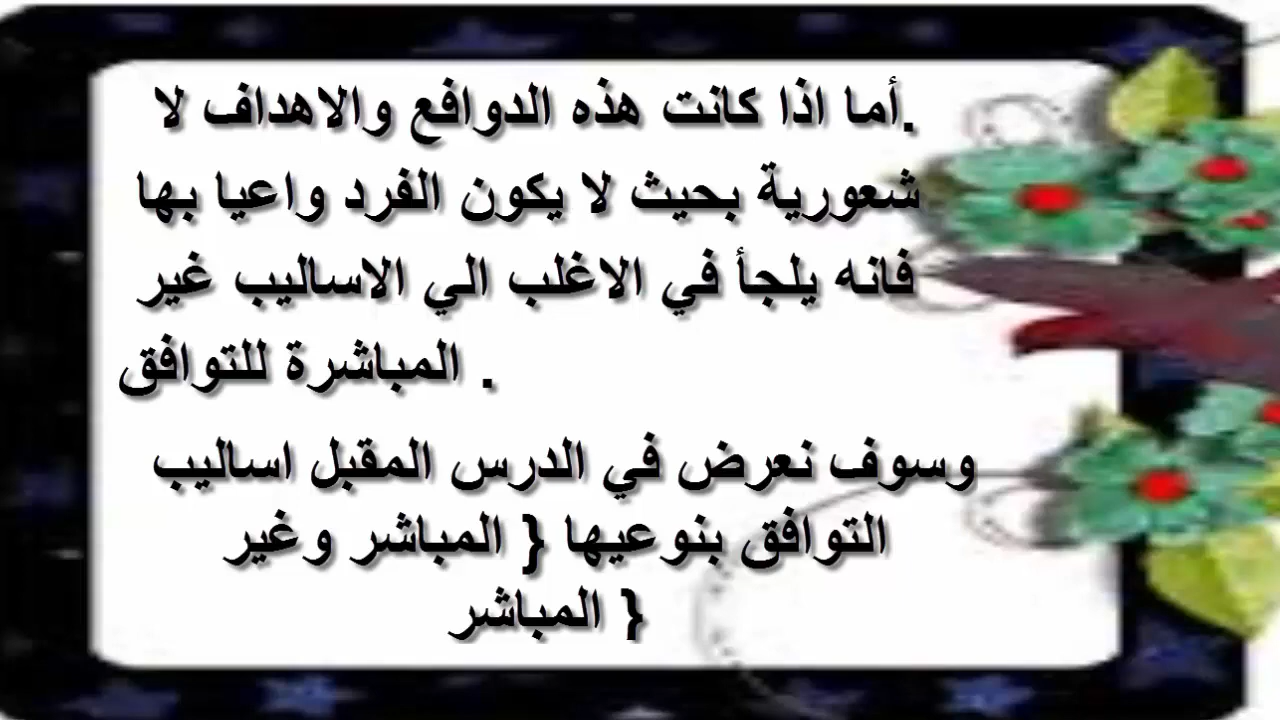 .أما اذا كانت هذه الدوافع والاهداف لا
شعورية بحيث لا يكون الفرد واعيا بها
فانه يلجأ في الاغلب الي الاساليب غير
المباشرة للتوافق .
وسوف نعرض في الدرس المقبل اساليب
التوافق بنوعيها { المباشر وغير
المباشر }